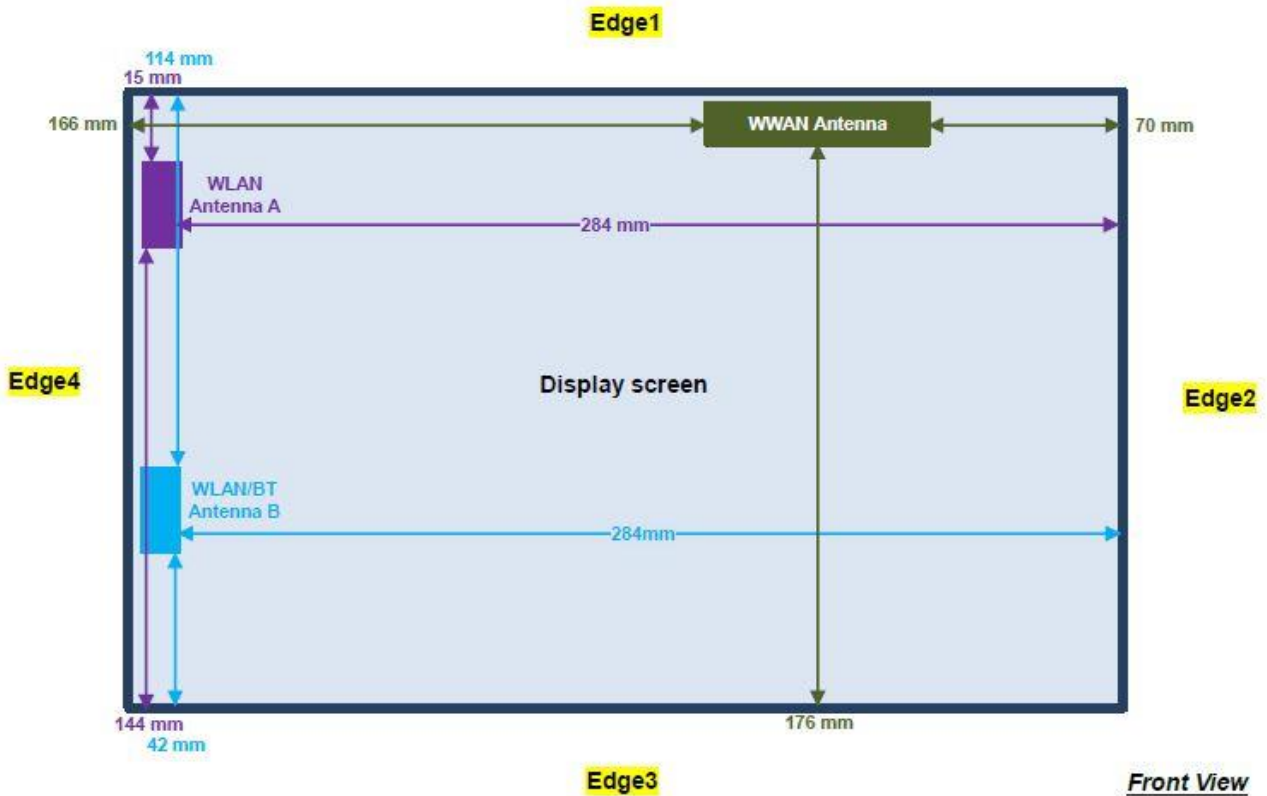 Edge1
114 mm
15 mm
166 mm
WWAN Antenna
70 mm
WLAN
Antenna A
284 mm
Edge4
Display screen
Edge2
WLAN/BT
Antenna B
284mm
144 mm
176 mm
42 mm
Edge3
Front View